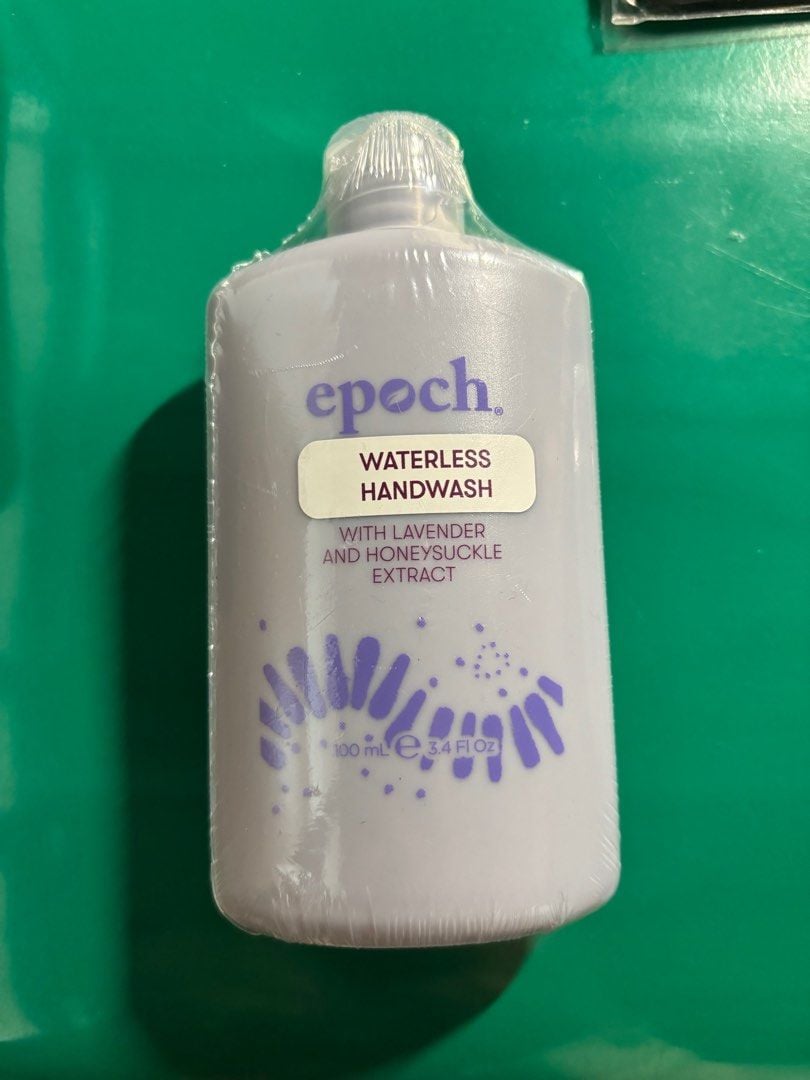 epoch®
WATERLESS
HANDWASH
WITH LAVENDER
AND HONEYSUCKLE
EXTRACT
100 mL ℮ 3.4 Fl Oz